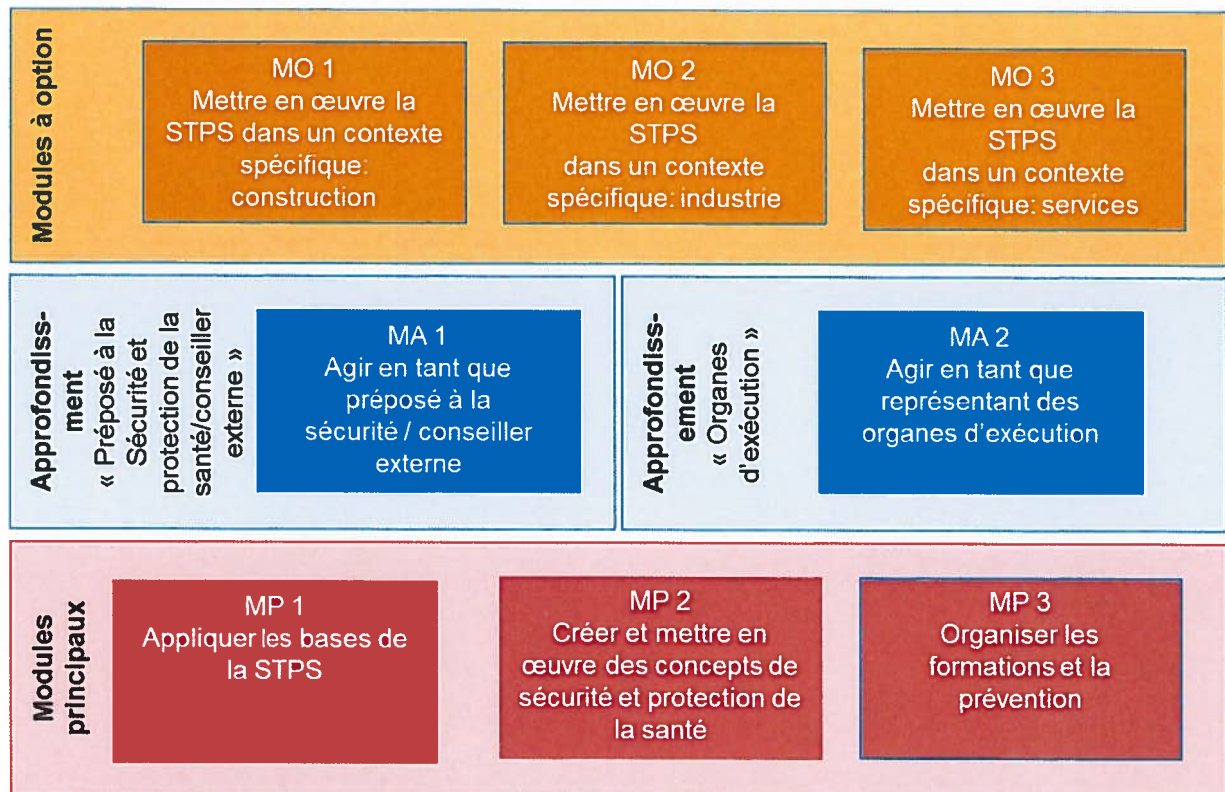 Modules à option
MO 1
Mettre en œuvre la
STPS dans un contexte
spécifique:
construction
MO 2
Mettre en œuvre la
STPS
dans un contexte
spécifique: industrie
MO 3
Mettre en œuvre la
STPS
dans un contexte
spécifique: services
Approfondiss-
ment
« Préposé à la
Sécurité et
protection de la
santé/conseiller
externe »
MA 1
Agir en tant que
préposé à la
sécurité / conseiller
externe
Approfondiss-
ement
« Organes
d'exécution »
MA 2
Agir en tant que
représentant des
organes d'exécution
Modules
principaux
MP 1
Appliquer les bases de
la STPS
MP 2
Créer et mettre en
œuvre des concepts de
sécurité et protection de
la santé
MP 3
Organiser les
formations et la
prévention